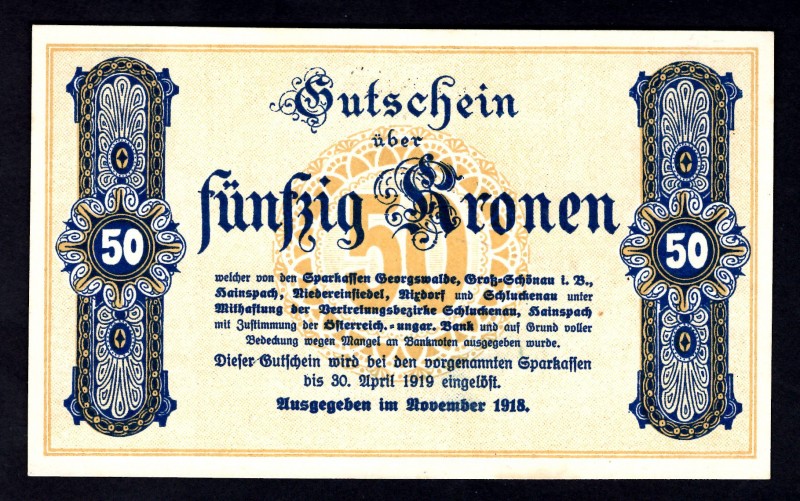 Gutschein
über
fünfzig Kronen
50
50
50
welcher von den Sparkassen Georgswalde, Groß-Schönau i. B.,
Hainspach, Niedereinsiedel, Nixdorf und Schluckenau unter
Mithaftung der Vertretungsbezirke Schluckenau, Hainspach
mit Zustimmung der Österreich.-ungar. Bank und auf Grund voller
Bedeckung wegen Mangel an Banknoten ausgegeben wurde.
Dieser Gutschein wird bei den vorgenannten Sparkassen
bis 30. April 1919 eingelöst.
Ausgegeben im November 1918.